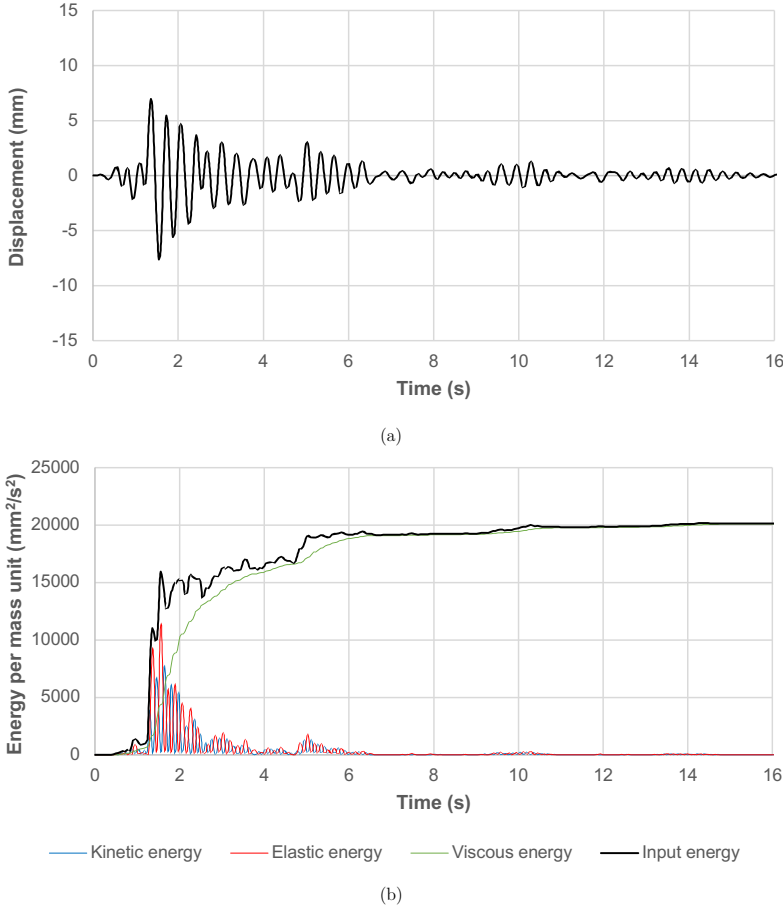 15
10
5
0
-5
-10
-15
Displacement (mm)
0 2 4 6 8 10 12 14 16
Time (s)
(a)
25000
20000
15000
10000
5000
0
Energy per mass unit (mm²/s²)
0 2 4 6 8 10 12 14 16
Time (s)
Kinetic energy Elastic energy Viscous energy Input energy
(b)